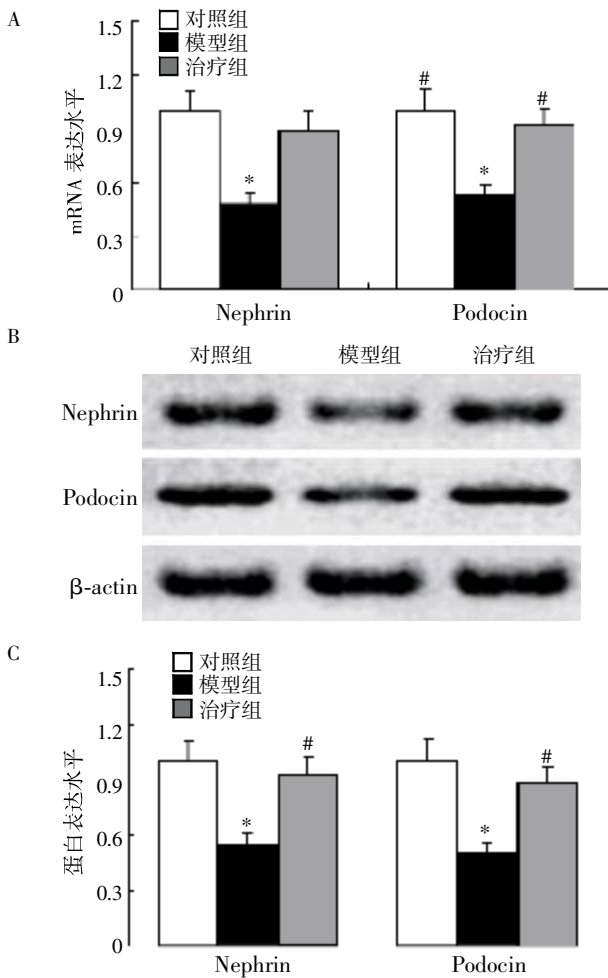 A
1.5
1.2
0.9
0.6
0.3
0
mRNA 表达水平
对照组
模型组
治疗组
*
#
*
#
Nephrin
Podocin
B
对照组 模型组 治疗组
Nephrin
Podocin
β-actin
C
1.5
1.2
0.9
0.6
0.3
0
蛋白表达水平
对照组
模型组
治疗组
*
#
*
#
Nephrin
Podocin